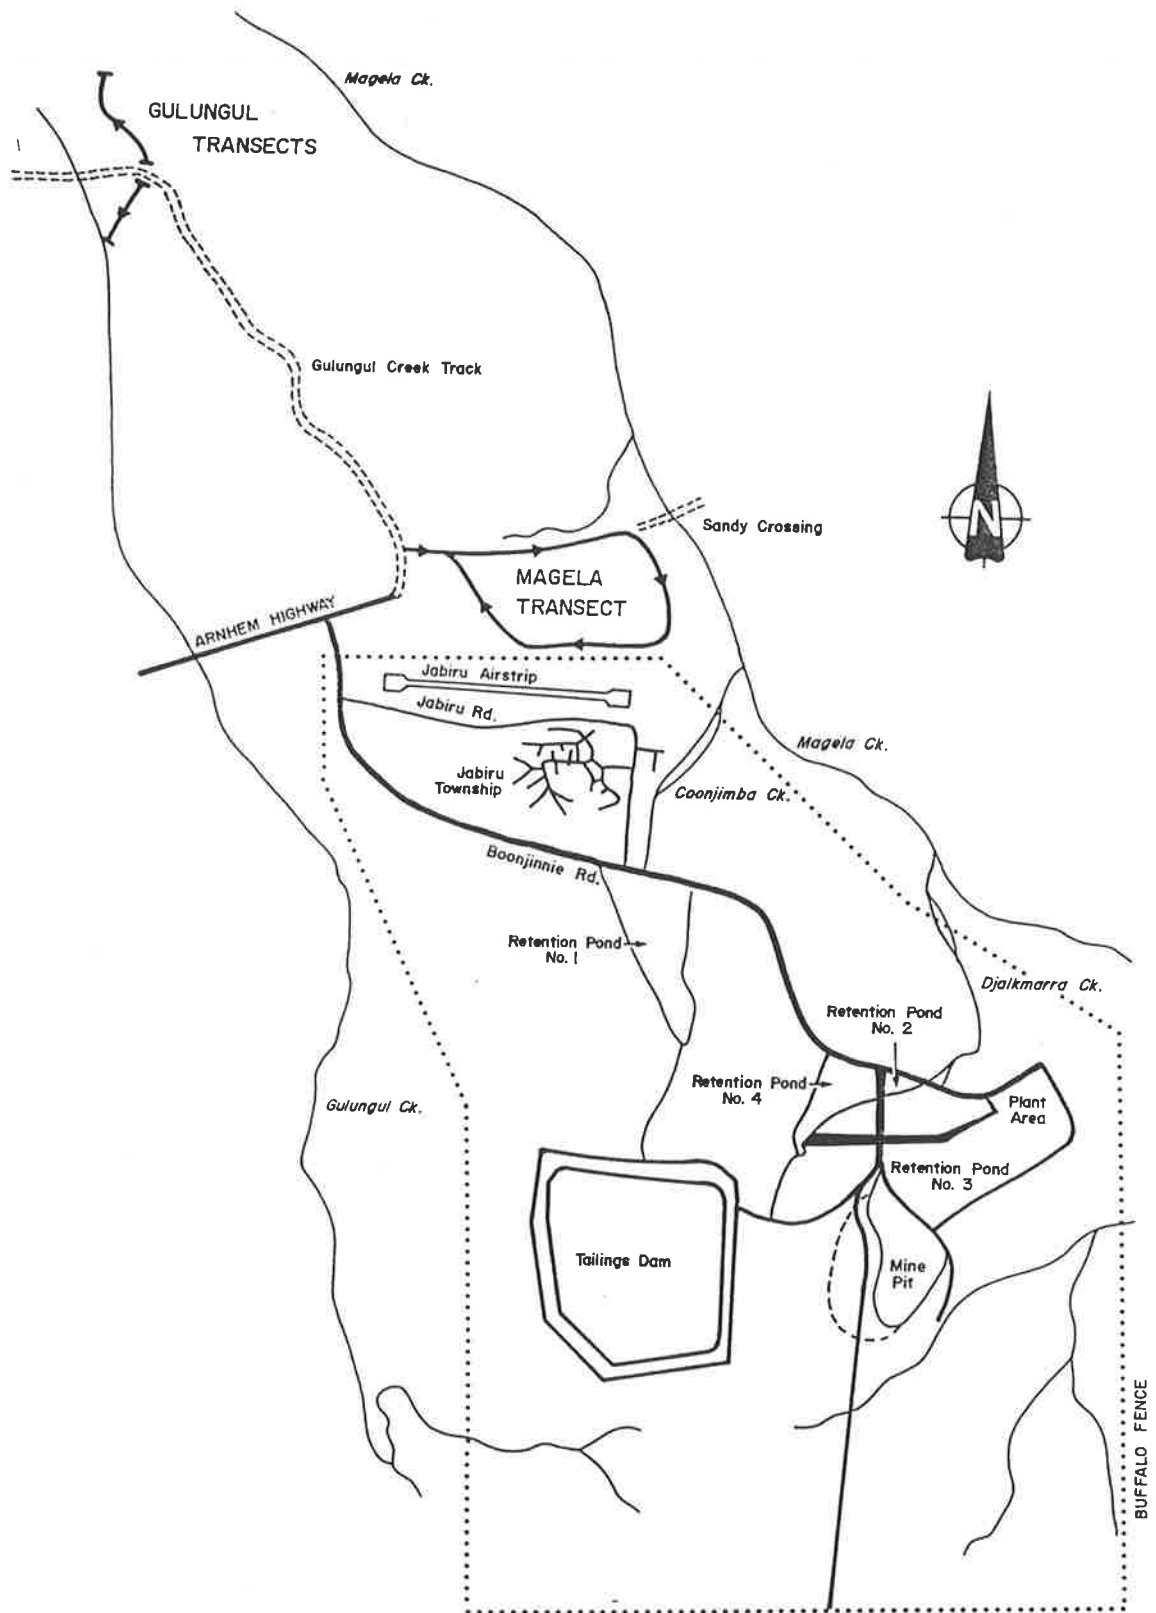 Magela Ck.
GULUNGUL
TRANSECTS
Gulungul Creek Track
Sandy Crossing
N
MAGELA
TRANSECT
ARNHEM HIGHWAY
Jabiru Airstrip
Jabiru Rd.
Magela Ck.
Jabiru
Township
Coonjimba Ck.
Boonjinnie Rd.
Retention Pond
No. 1
Djalkmarra Ck.
Retention Pond
No. 2
Retention Pond
No. 4
Plant
Area
Gulungul Ck.
Retention Pond
No. 3
Tailings Dam
Mine
Pit
BUFFALO FENCE